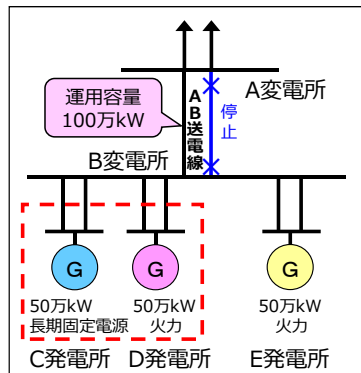 A変電所
運用容量
100万kW
AB送電線
停止
B変電所
G
G
G
50万kW
長期固定電源
50万kW
火力
50万kW
火力
C発電所
D発電所
E発電所